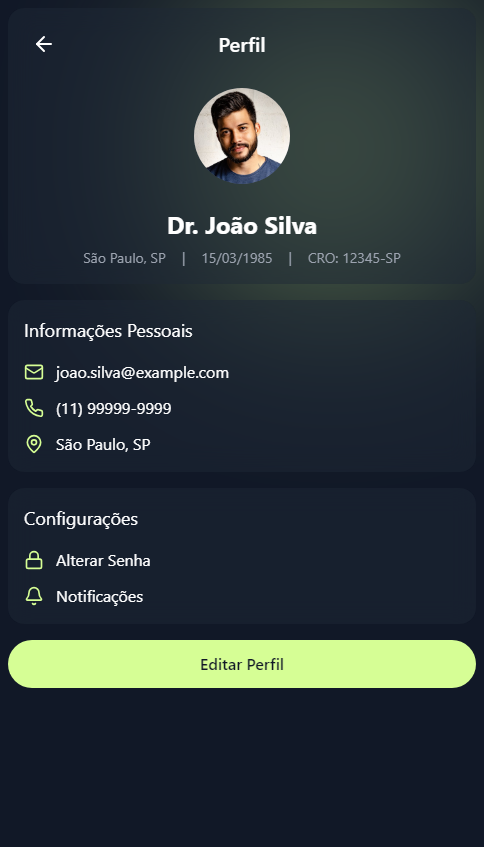 Perfil
Dr. João Silva
São Paulo, SP | 15/03/1985 | CRO: 12345-SP
Informações Pessoais
joao.silva@example.com
(11) 99999-9999
São Paulo, SP
Configurações
Alterar Senha
Notificações
Editar Perfil